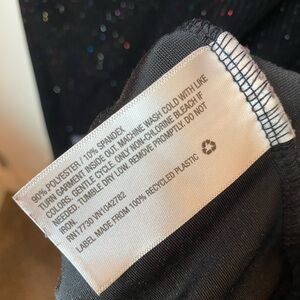 90% POLYESTER / 10% SPANDEX
TURN GARMENT INSIDE OUT. MACHINE WASH COLD WITH LIKE
COLORS: GENTLE CYCLE. ONLY NON-CHLORINE BLEACH IF
NEEDED. TUMBLE DRY LOW. REMOVE PROMPTLY. DO NOT
IRON.
RN17730 VN1042782
LABEL MADE FROM 100% RECYCLED PLASTIC